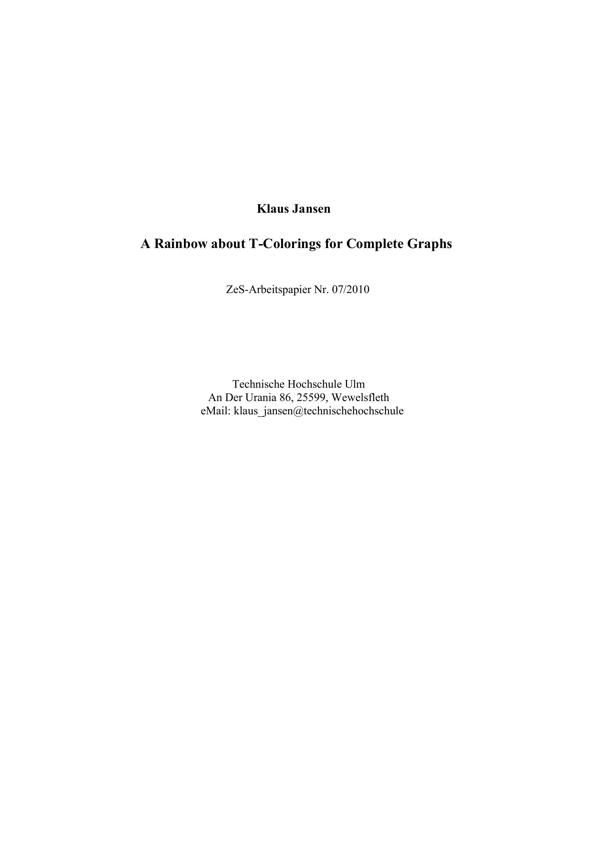 Klaus Jansen
A Rainbow about T-Colorings for Complete Graphs
ZeS-Arbeitspapier Nr. 07/2010
Technische Hochschule Ulm
An Der Urania 86, 25599, Wewelsfleth
eMail: klaus_jansen@technischehochschule